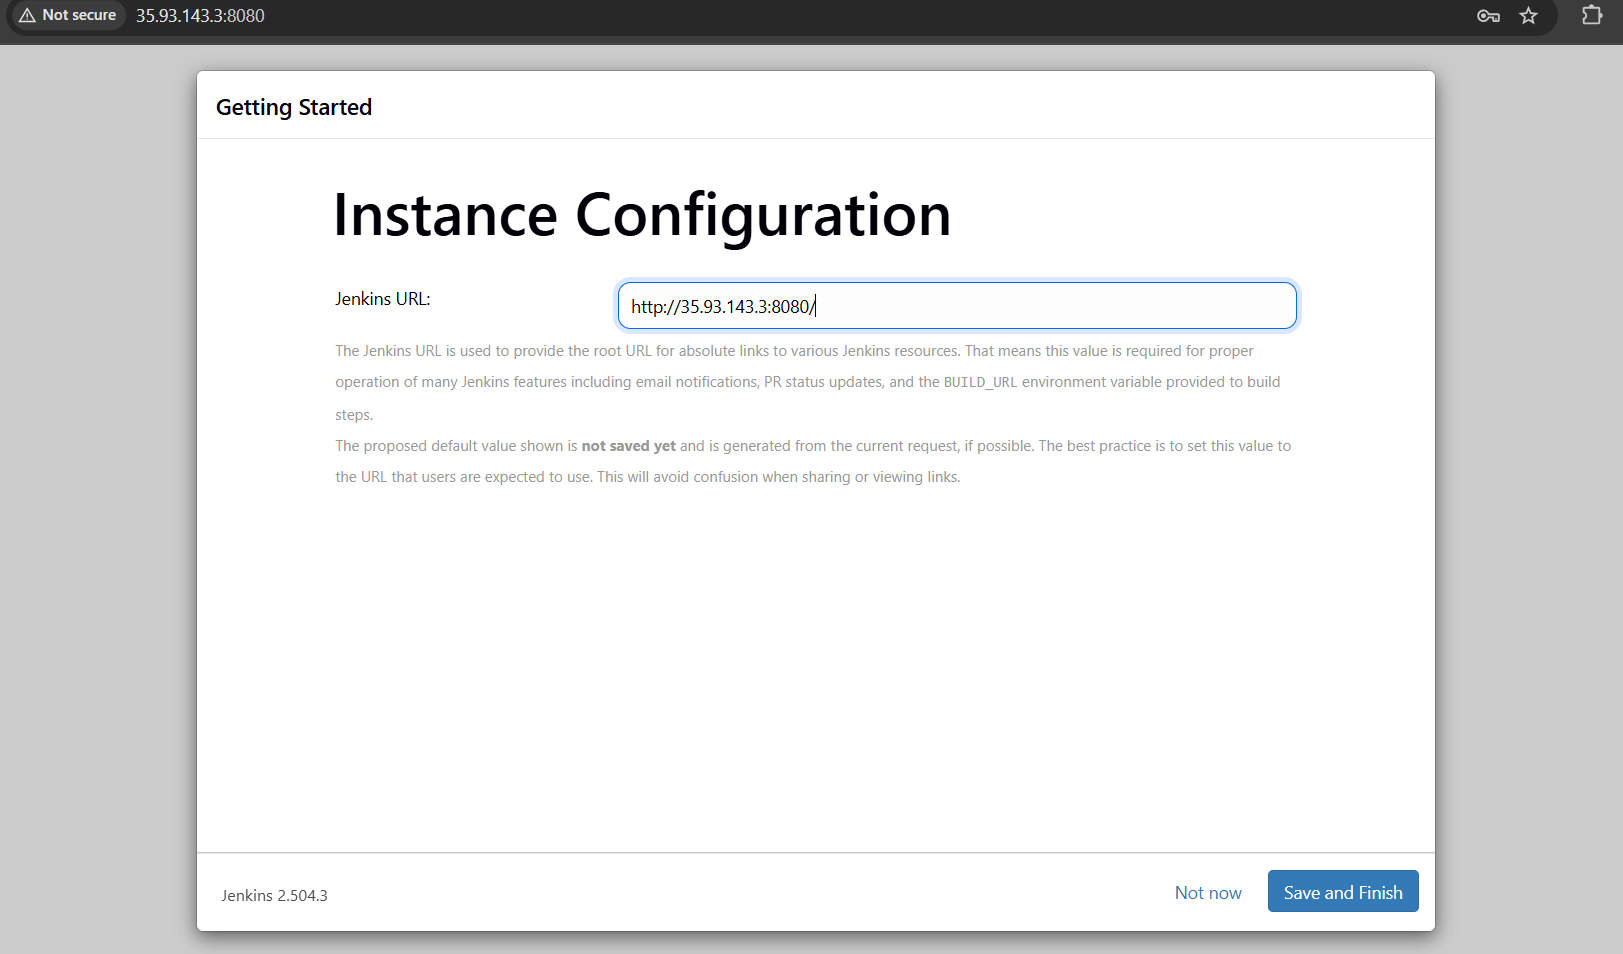 Not secure 35.93.143.3:8080
Getting Started
Instance Configuration
Jenkins URL:
http://35.93.143.3:8080/
The Jenkins URL is used to provide the root URL for absolute links to various Jenkins resources. That means this value is required for proper
operation of many Jenkins features including email notifications, PR status updates, and the BUILD_URL environment variable provided to build
steps.
The proposed default value shown is not saved yet and is generated from the current request, if possible. The best practice is to set this value to
the URL that users are expected to use. This will avoid confusion when sharing or viewing links.
Jenkins 2.504.3
Not now
Save and Finish